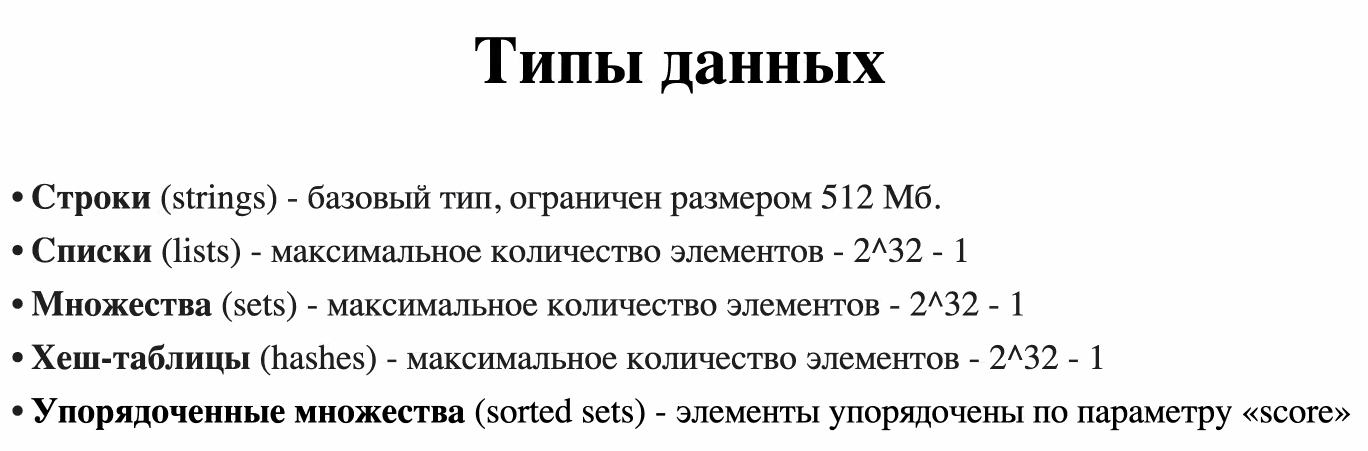 Типы данных
• Строки (strings) - базовый тип, ограничен размером 512 Мб.
• Списки (lists) - максимальное количество элементов - 2^32 - 1
• Множества (sets) - максимальное количество элементов - 2^32 - 1
• Хеш-таблицы (hashes) - максимальное количество элементов - 2^32 - 1
• Упорядоченные множества (sorted sets) - элементы упорядочены по параметру «score»